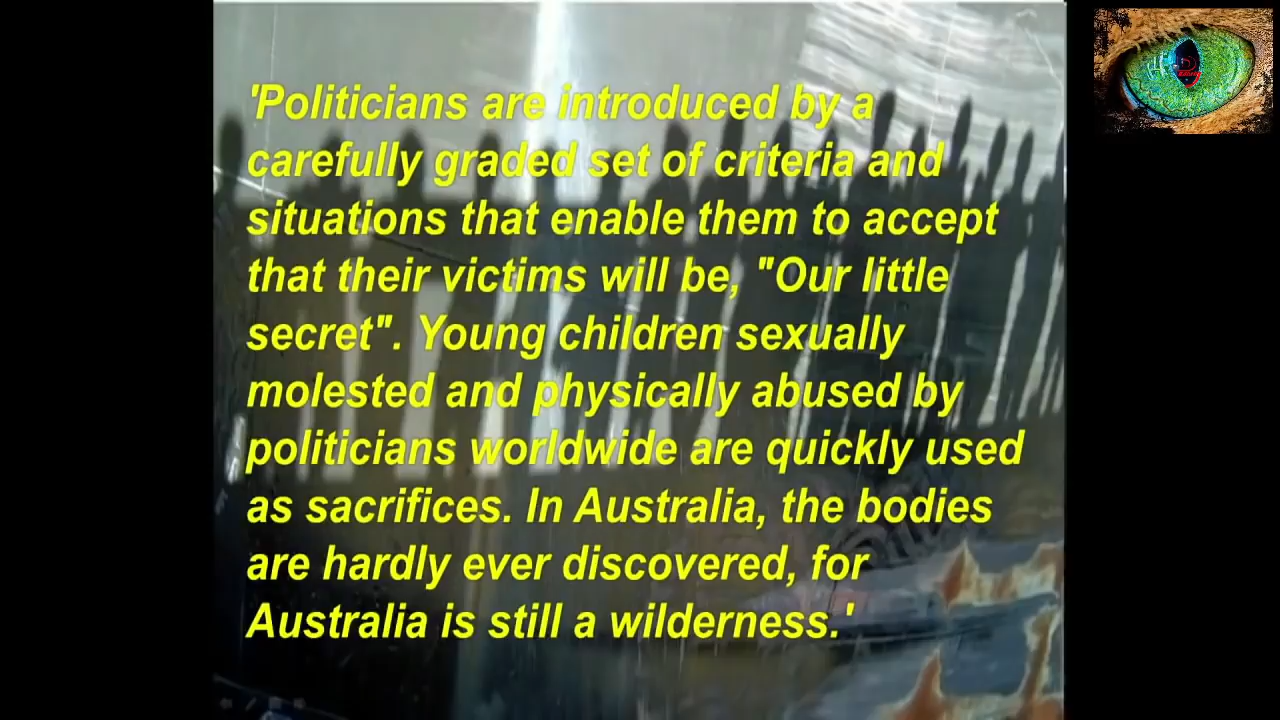 'Politicians are introduced by a
carefully graded set of criteria and
situations that enable them to accept
that their victims will be, "Our little
secret". Young children sexually
molested and physically abused by
politicians worldwide are quickly used
as sacrifices. In Australia, the bodies
are hardly ever discovered, for
Australia is still a wilderness.'